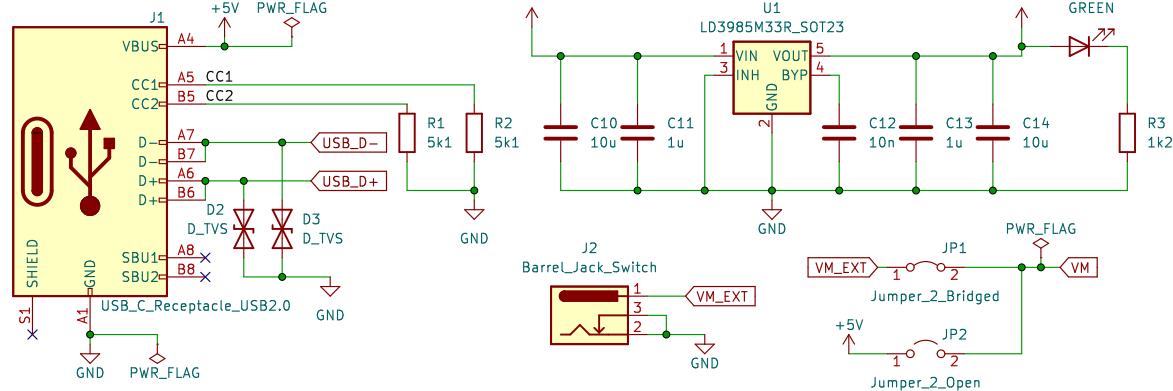 J1
+5V
PWR_FLAG
VBUS
A4
CC1
A5
CC1
CC2
B5
CC2
D-
A7
D-
B7
D+
A6
D+
B6
USB_D-
USB_D+
R1
5k1
R2
5k1
GND
D2
D_TVS
D3
D_TVS
GND
SBU1
A8
SBU2
B8
SHIELD
GND
S1
A1
USB_C_Receptacle_USB2.0
GND
PWR_FLAG
U1
LD3985M33R_SOT23
1
VIN
VOUT
5
3
INH
BYP
4
GND
2
C10
10u
C11
1u
C12
10n
C13
1u
C14
10u
GREEN
R3
1k2
GND
J2
Barrel_Jack_Switch
1
3
2
VM_EXT
GND
PWR_FLAG
JP1
VM_EXT
1
2
VM
Jumper_2_Bridged
+5V
JP2
1
2
Jumper_2_Open